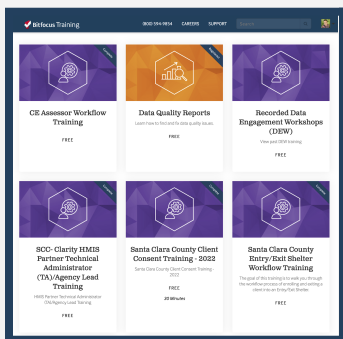 bitfocus Training
(800) 594-9854 CAREERS SUPPORT Search
CE Assessor Workflow
Training
FREE
Data Quality Reports
Learn how to find and fix data quality issues.
FREE
Recorded Data
Engagement Workshops
(DEW)
View past DEW training
FREE
SCC- Clarity HMIS
Partner Technical
Administrator
(TA)/Agency Lead
Training
HMIS Partner Technical Administrator
(TA)/Agency Lead Training
FREE
Santa Clara County Client
Consent Training - 2022
Santa Clara County Client Consent Training-
2022
FREE
30 Minutes
Santa Clara County
Entry/Exit Shelter
Workflow Training
The goal of this training is to walk you through
the workflow process of enrolling and exiting a
client into an Entry/Exit Shelter.
FREE